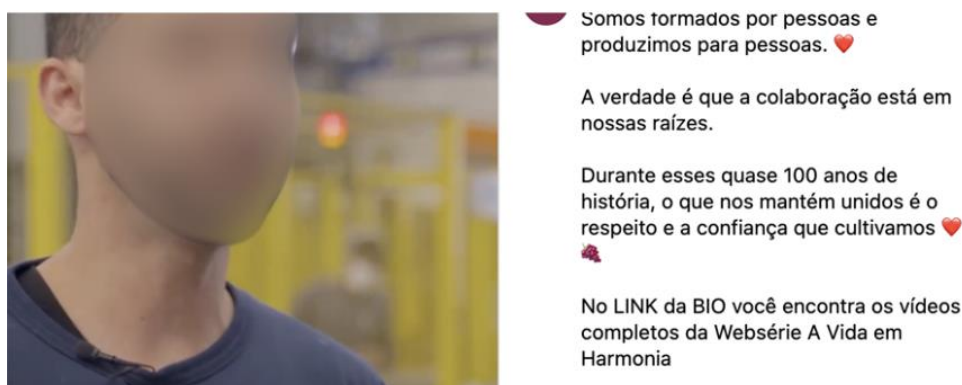 Somos formados por pessoas e
produzimos para pessoas. ❤️
A verdade é que a colaboração está em
nossas raízes.
Durante esses quase 100 anos de
história, o que nos mantém unidos é o
respeito e a confiança que cultivamos ❤️
🍇
No LINK da BIO você encontra os vídeos
completos da Websérie A Vida em
Harmonia